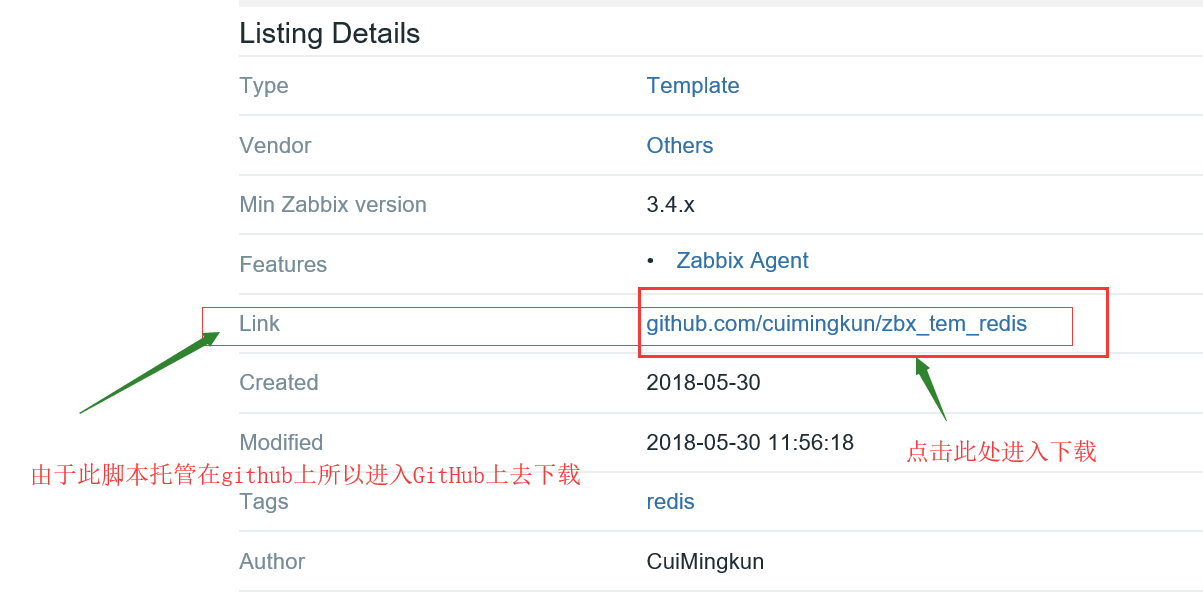 Listing Details
Type Template
Vendor Others
Min Zabbix version 3.4.x
Features • Zabbix Agent
Link github.com/cuimingkun/zbx_tem_redis
Created 2018-05-30
Modified 2018-05-30 11:56:18
点击此处进入下载
由于此脚本托管在github上所以进入GitHub上去下载
Tags redis
Author CuiMingkun